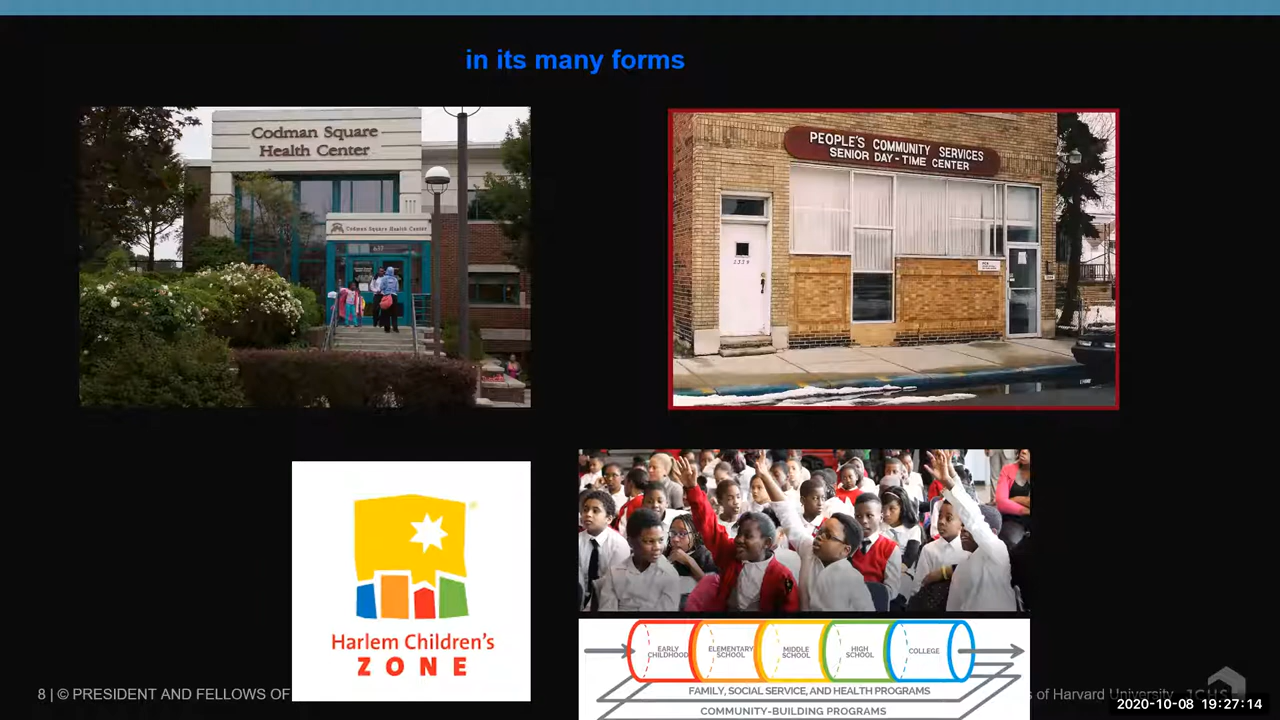 in its many forms
Codman Square
Health Center
Codman Square Health Center
PEOPLE'S COMMUNITY SERVICES
SENIOR DAY-TIME CENTER
Harlem Children's
ZONE
EARLY
CHILDHOOD
ELEMENTARY
SCHOOL
MIDDLE
SCHOOL
HIGH
SCHOOL
COLLEGE
FAMILY, SOCIAL SERVICE, AND HEALTH PROGRAMS
COMMUNITY-BUILDING PROGRAMS
8 | © PRESIDENT AND FELLOWS OF
s of Harvard University
JCHS
2020-10-08 19:27:14